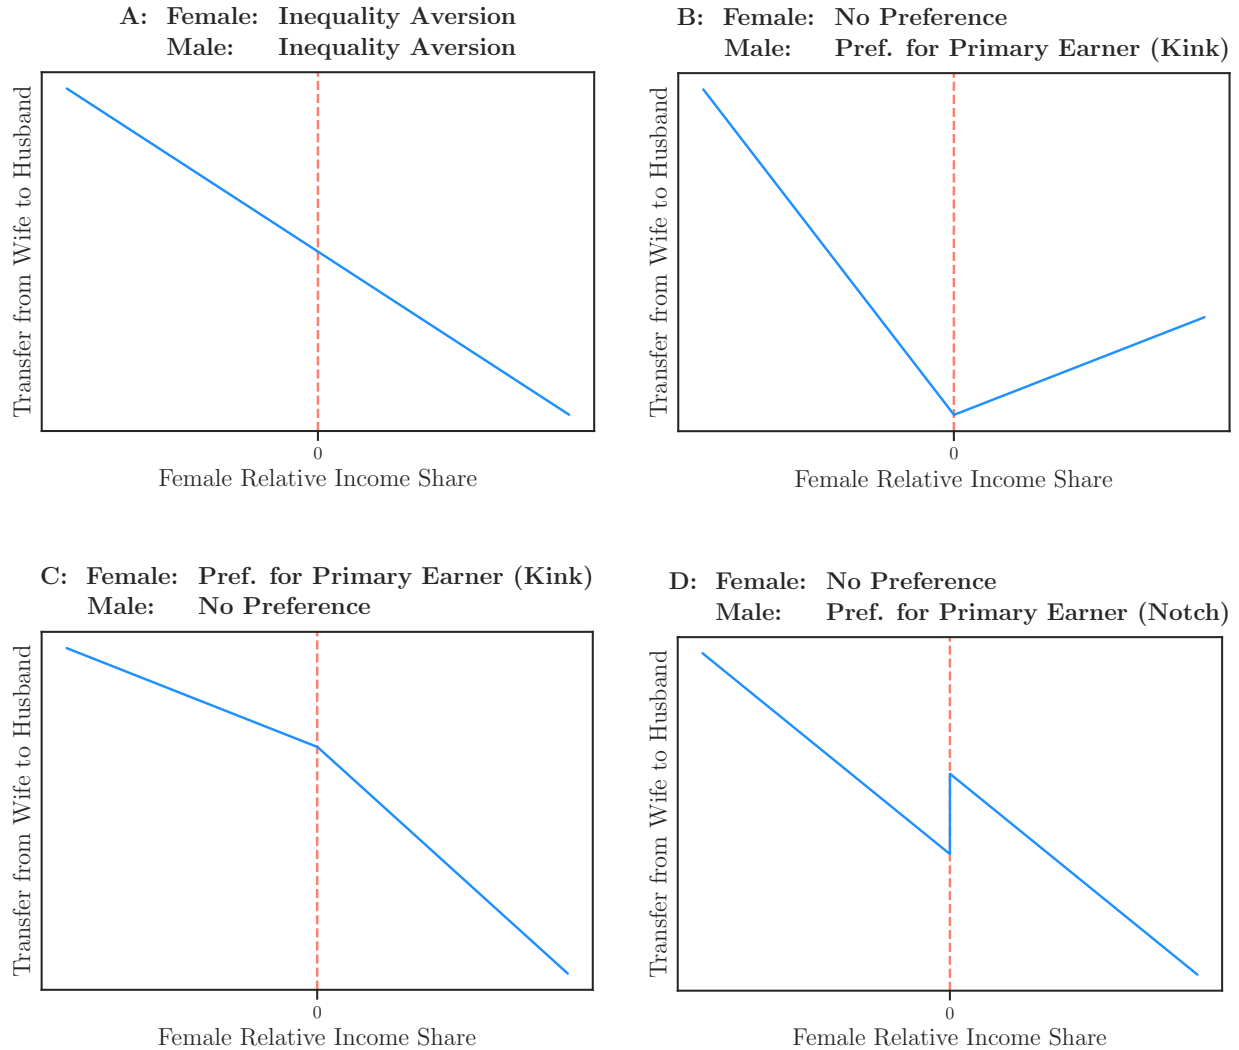 A: Female: Inequality Aversion
Male: Inequality Aversion
Transfer from Wife to Husband
0
Female Relative Income Share
B: Female: No Preference
Male: Pref. for Primary Earner (Kink)
Transfer from Wife to Husband
0
Female Relative Income Share
C: Female: Pref. for Primary Earner (Kink)
Male: No Preference
Transfer from Wife to Husband
0
Female Relative Income Share
D: Female: No Preference
Male: Pref. for Primary Earner (Notch)
Transfer from Wife to Husband
0
Female Relative Income Share